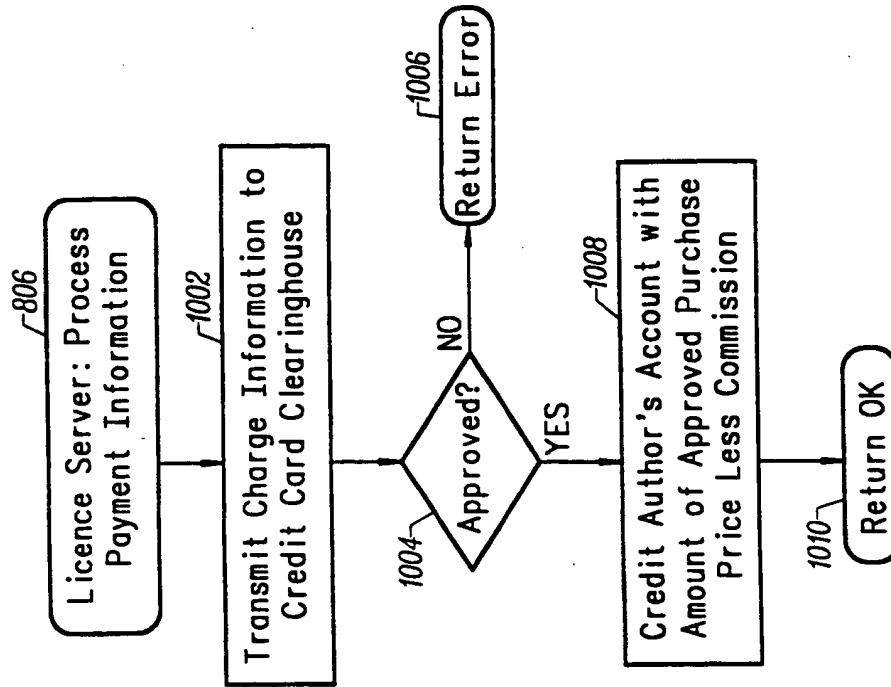 806
Licence Server: Process
Payment Information
1002
Transmit Charge Information to
Credit Card Clearinghouse
1004
Approved?
NO
1006
Return Error
YES
1008
Credit Author's Account with
Amount of Approved Purchase
Price Less Commission
1010
Return OK